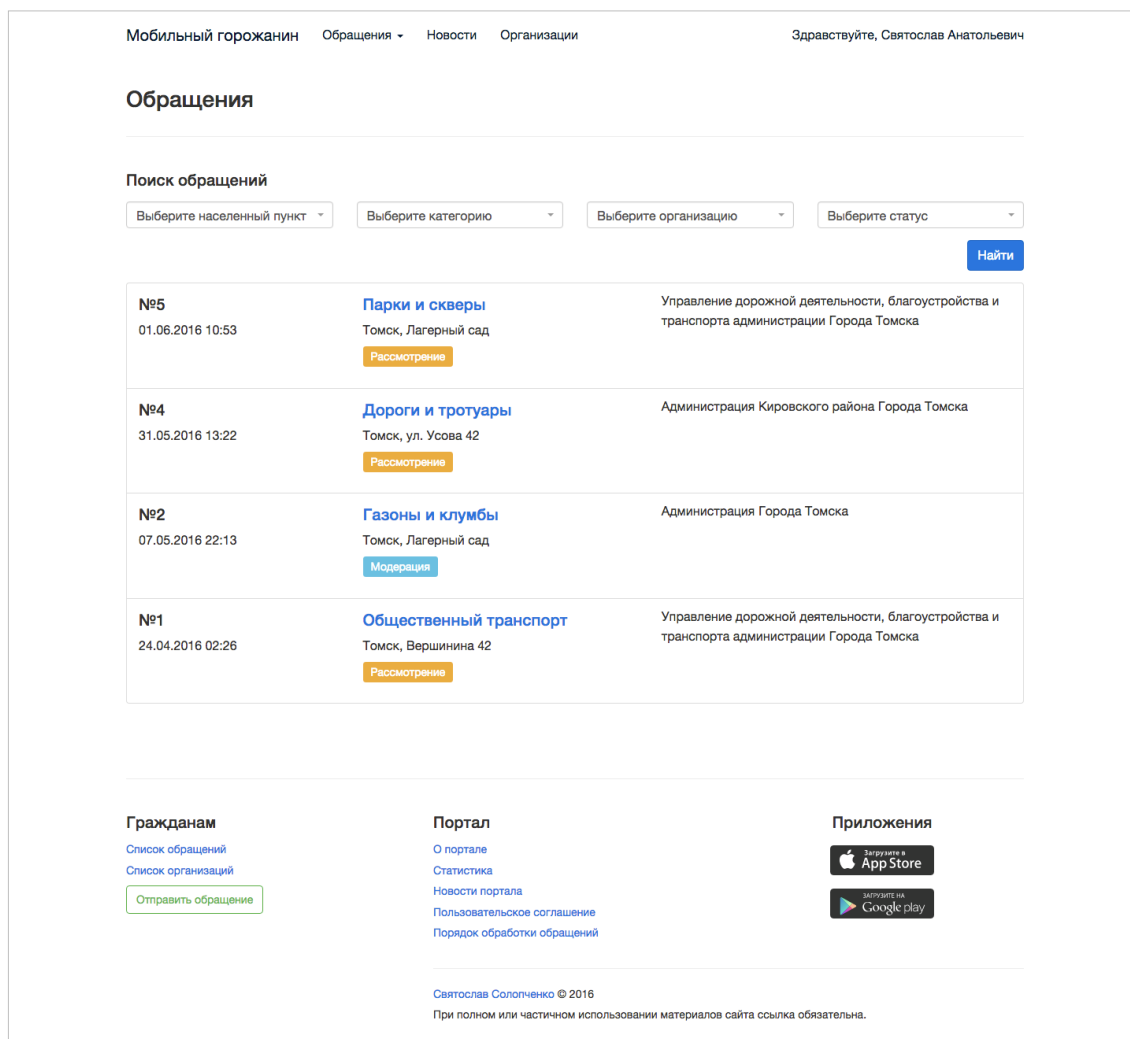 Мобильный горожанин Обращения Новости Организации Здравствуйте, Святослав Анатольевич
Обращения
Поиск обращений
Выберите населенный пункт Выберите категорию Выберите организацию Выберите статус
Найти
№5 Парки и скверы Управление дорожной деятельности, благоустройства и
01.06.2016 10:53 Томск, Лагерный сад транспорта администрации Города Томска
Рассмотрение
№4 Дороги и тротуары Администрация Кировского района Города Томска
31.05.2016 13:22 Томск, ул. Усова 42
Рассмотрение
№2 Газоны и клумбы Администрация Города Томска
07.05.2016 22:13 Томск, Лагерный сад
Модерация
№1 Общественный транспорт Управление дорожной деятельности, благоустройства и
24.04.2016 02:26 Томск, Вершинина 42 транспорта администрации Города Томска
Рассмотрение
Гражданам
Список обращений
Список организаций
Отправить обращение
Портал
О портале
Статистика
Новости портала
Пользовательское соглашение
Порядок обработки обращений
Приложения
Загрузите в
App Store
ЗАГРУЗИТЕ НА
Google play
Святослав Солопченко © 2016
При полном или частичном использовании материалов сайта ссылка обязательна.